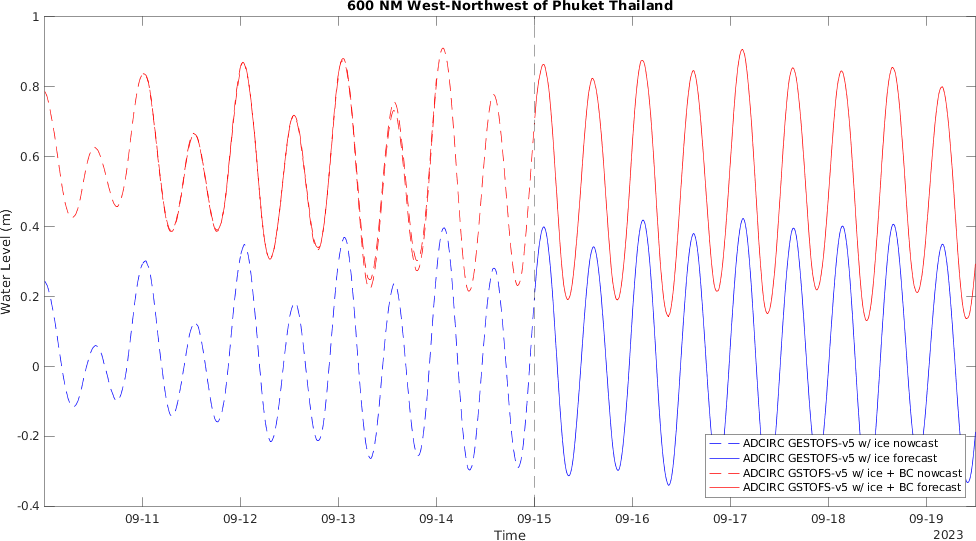 600 NM West-Northwest of Phuket Thailand
1
0.8
0.6
0.4
0.2
0
-0.2
-0.4
Water Level (m)
09-11
09-12
09-13
09-14
09-15
09-16
09-17
09-18
09-19
Time
2023
ADCIRC GESTOFS-v5 w/ ice nowcast
ADCIRC GESTOFS-v5 w/ ice forecast
ADCIRC GSTOFS-v5 w/ ice + BC nowcast
ADCIRC GSTOFS-v5 w/ ice + BC forecast